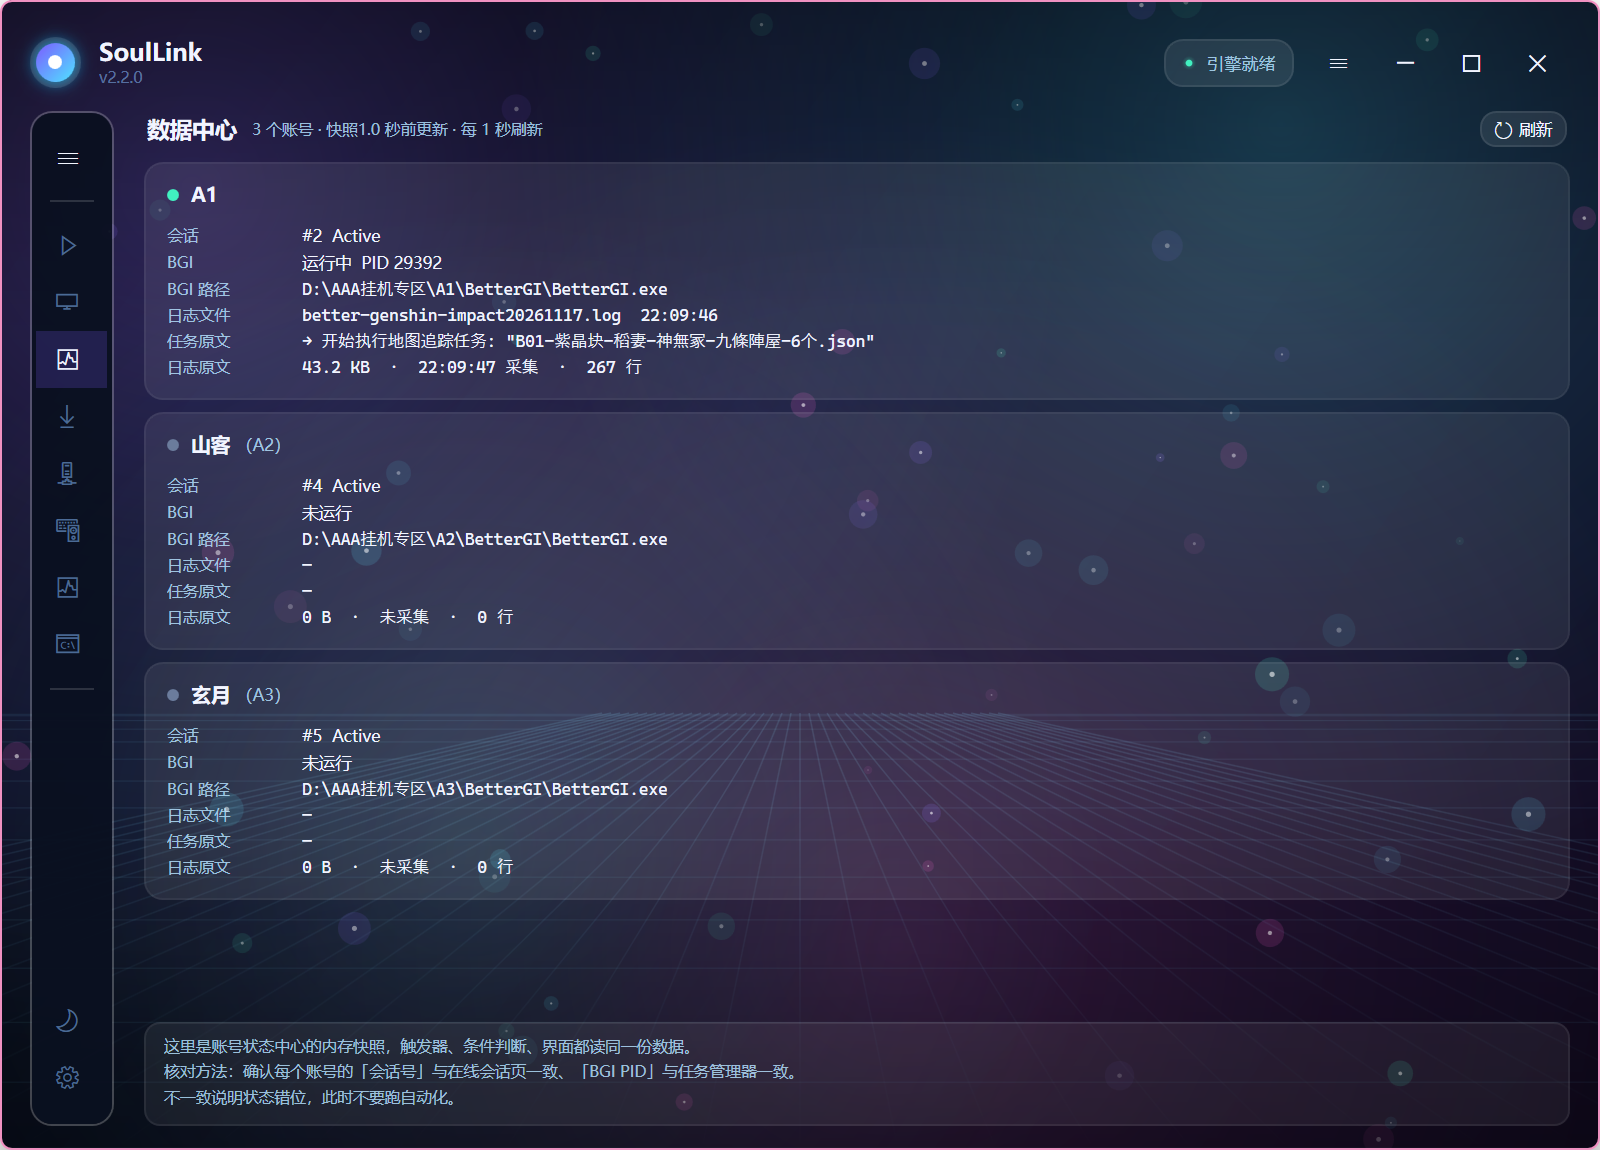 SoulLink
v2.2.0
引擎就绪
数据中心 3 个账号 · 快照1.0 秒前更新 · 每 1 秒刷新
刷新
A1
会话 #2 Active
BGI 运行中 PID 29392
BGI 路径 D:\AAA挂机专区\A1\BetterGI\BetterGI.exe
日志文件 better-genshin-impact20261117.log 22:09:46
任务原文 → 开始执行地图追踪任务: "B01-紫晶块-稻妻-神無冢-九條陣屋-6个.json"
日志原文 43.2 KB · 22:09:47 采集 · 267 行
山客 (A2)
会话 #4 Active
BGI 未运行
BGI 路径 D:\AAA挂机专区\A2\BetterGI\BetterGI.exe
日志文件 —
任务原文 —
日志原文 0 B · 未采集 · 0 行
玄月 (A3)
会话 #5 Active
BGI 未运行
BGI 路径 D:\AAA挂机专区\A3\BetterGI\BetterGI.exe
日志文件 —
任务原文 —
日志原文 0 B · 未采集 · 0 行
C:\
这里是账号状态中心的内存快照，触发器、条件判断、界面都读同一份数据。
核对方法：确认每个账号的「会话号」与在线会话页一致、「BGI PID」与任务管理器一致。
不一致说明状态错位，此时不要跑自动化。